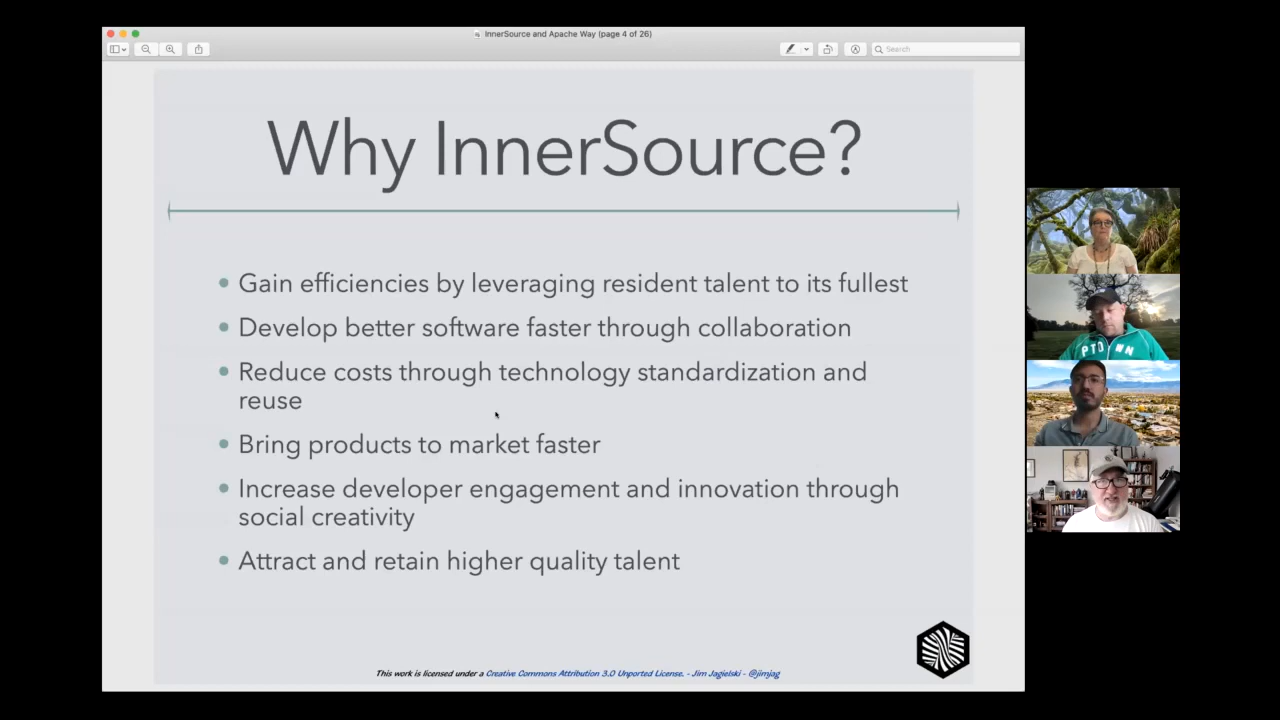 InnerSource and Apache Way (page 4 of 26)
Search
Why InnerSource?
Gain efficiencies by leveraging resident talent to its fullest
Develop better software faster through collaboration
Reduce costs through technology standardization and
reuse
Bring products to market faster
Increase developer engagement and innovation through
social creativity
Attract and retain higher quality talent
This work is licensed under a Creative Commons Attribution 3.0 Unported License. - Jim Jagielski - @jimjag
PTOWN